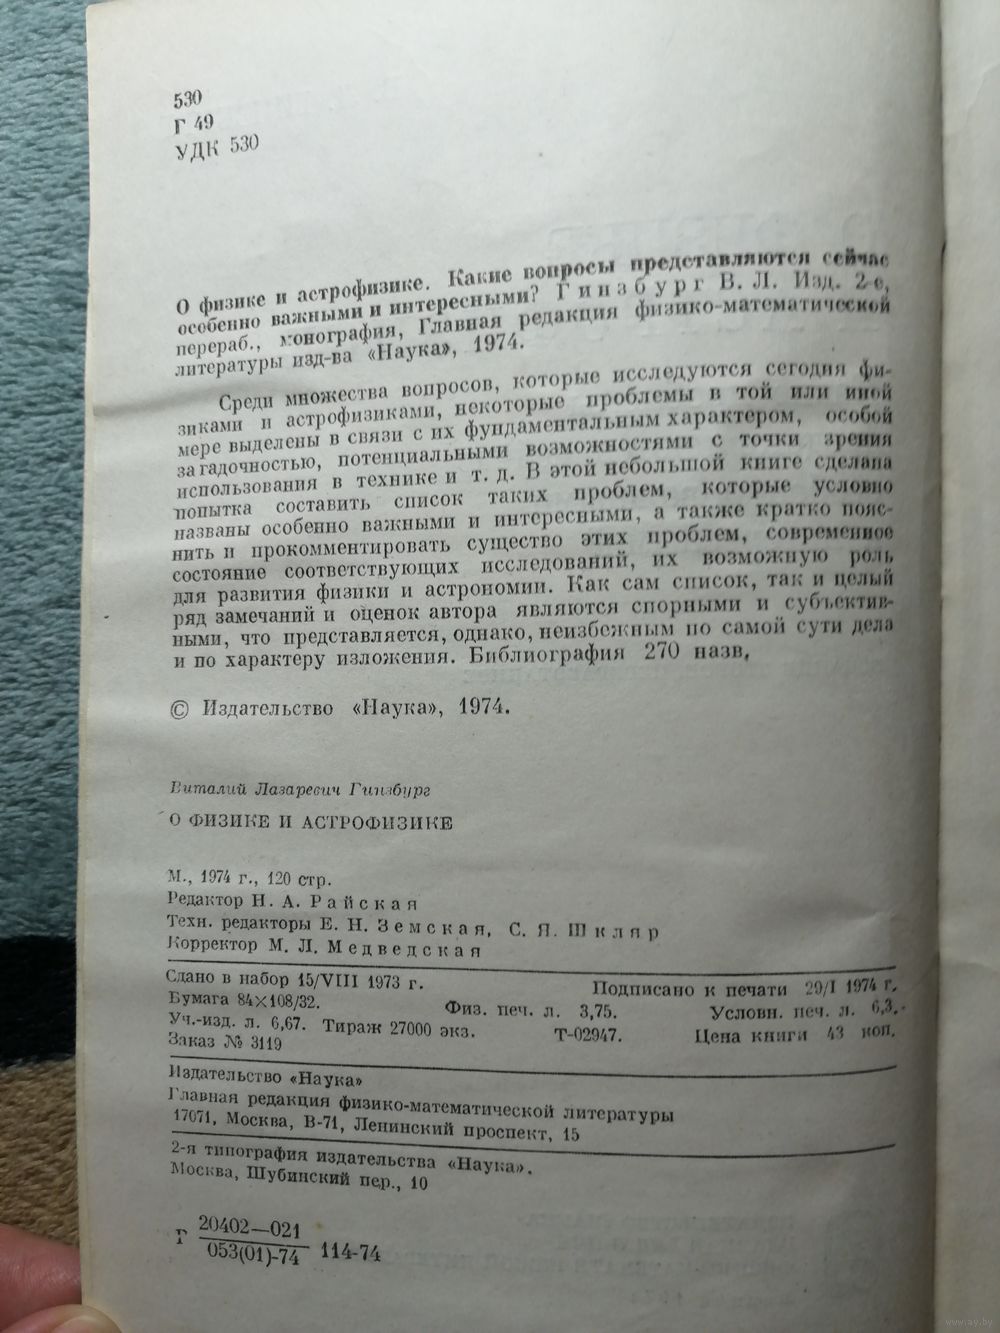 530
Г 49
УДК 530
О физике и астрофизике. Какие вопросы представляются сейчас
особенно важными и интересными? Гинзбург В. Л. Изд. 2-е,
перераб., монография, Главная редакция физико-математической
литературы изд-ва «Наука», 1974.
Среди множества вопросов, которые исследуются сегодня фи-
зиками и астрофизиками, некоторые проблемы в той или иной
мере выделены в связи с их фундаментальным характером, особой
загадочностью, потенциальными возможностями с точки зрения
использования в технике и т. д. В этой небольшой книге сделана
попытка составить список таких проблем, которые условно
названы особенно важными и интересными, а также кратко пояс-
нить и прокомментировать существо этих проблем, современное
состояние соответствующих исследований, их возможную роль
для развития физики и астрономии. Как сам список, так и целый
ряд замечаний и оценок автора являются спорными и субъектив-
ными, что представляется, однако, неизбежным по самой сути дела
и по характеру изложения. Библиография 270 назв.
© Издательство «Наука», 1974.
Виталий Лазаревич Гинзбург
О ФИЗИКЕ И АСТРОФИЗИКЕ
М., 1974 г., 120 стр.
Редактор Н. А. Райская
Техн. редакторы Е. Н. Земская, С. Я. Шкляр
Корректор М. Л. Медведская
Сдано в набор 15/VIII 1973 г. Подписано к печати 29/I 1974 г.
Бумага 84×108/32. Физ. печ. л. 3,75. Условн. печ. л. 6,3.
Уч.-изд. л. 6,67. Тираж 27000 экз. Т-02947. Цена книги 43 коп.
Заказ № 3119
Издательство «Наука»
Главная редакция физико-математической литературы
17071, Москва, В-71, Ленинский проспект, 15
2-я типография издательства «Наука».
Москва, Шубинский пер., 10
Г 20402—021
053(01)-74 114-74
www.ay.by